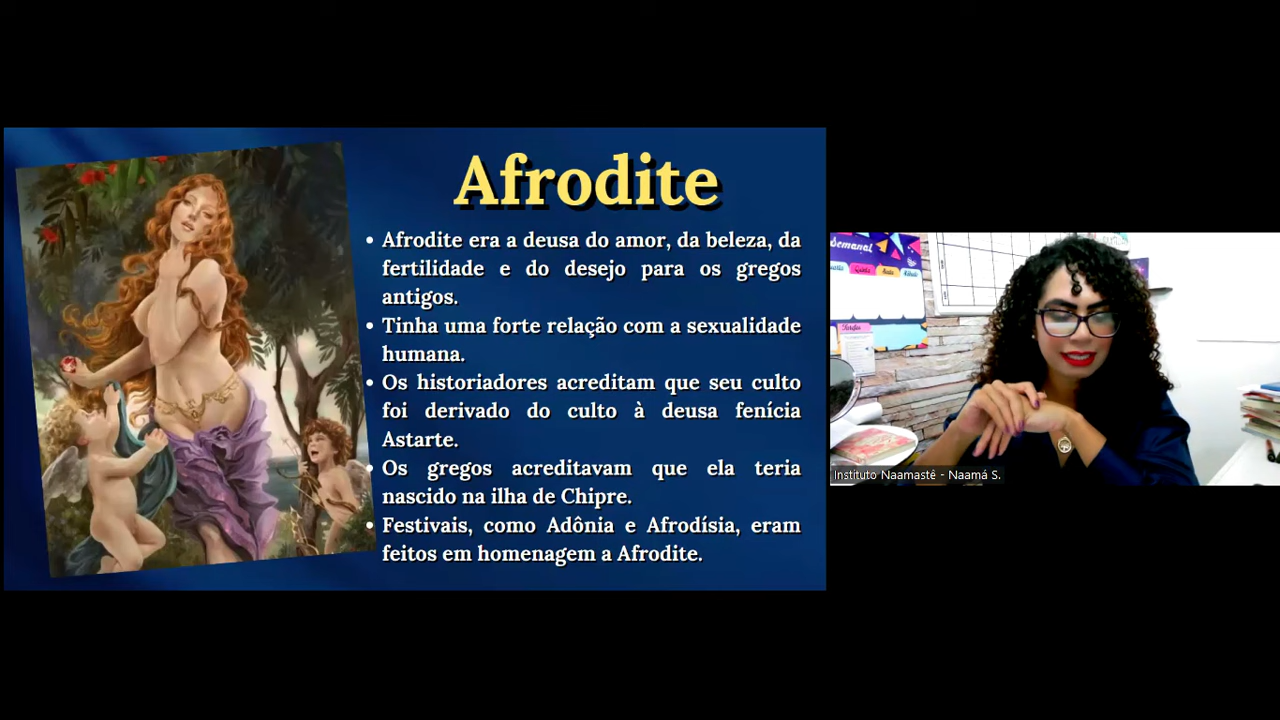 Afrodite
• Afrodite era a deusa do amor, da beleza, da
fertilidade e do desejo para os gregos
antigos.
• Tinha uma forte relação com a sexualidade
humana.
• Os historiadores acreditam que seu culto
foi derivado do culto à deusa fenícia
Astarte.
• Os gregos acreditavam que ela teria
nascido na ilha de Chipre.
• Festivais, como Adônia e Afrodísia, eram
feitos em homenagem a Afrodite.
Semanal
Instituto Naamastê - Naamá S.